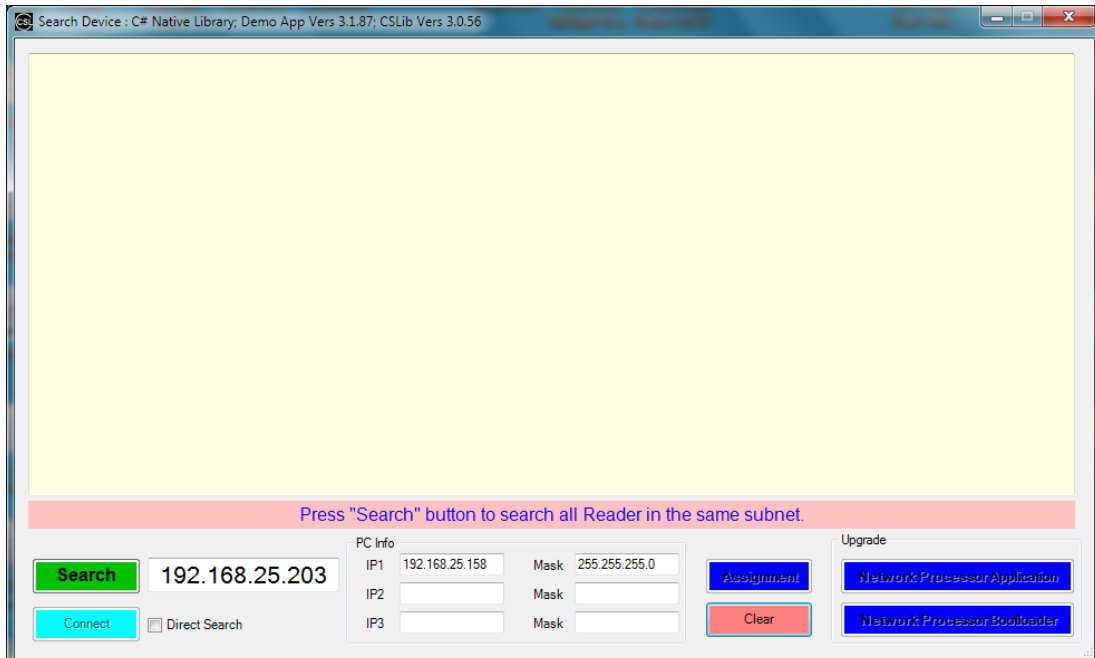 CSL Search Device : C# Native Library; Demo App Vers 3.1.87; CSLib Vers 3.0.56
Press "Search" button to search all Reader in the same subnet.
Search
192.168.25.203
Connect
Direct Search
PC Info
IP1 192.168.25.158 Mask 255.255.255.0
IP2 Mask
IP3 Mask
Assignment
Clear
Upgrade
Network Processor Application
Network Processor Bootloader